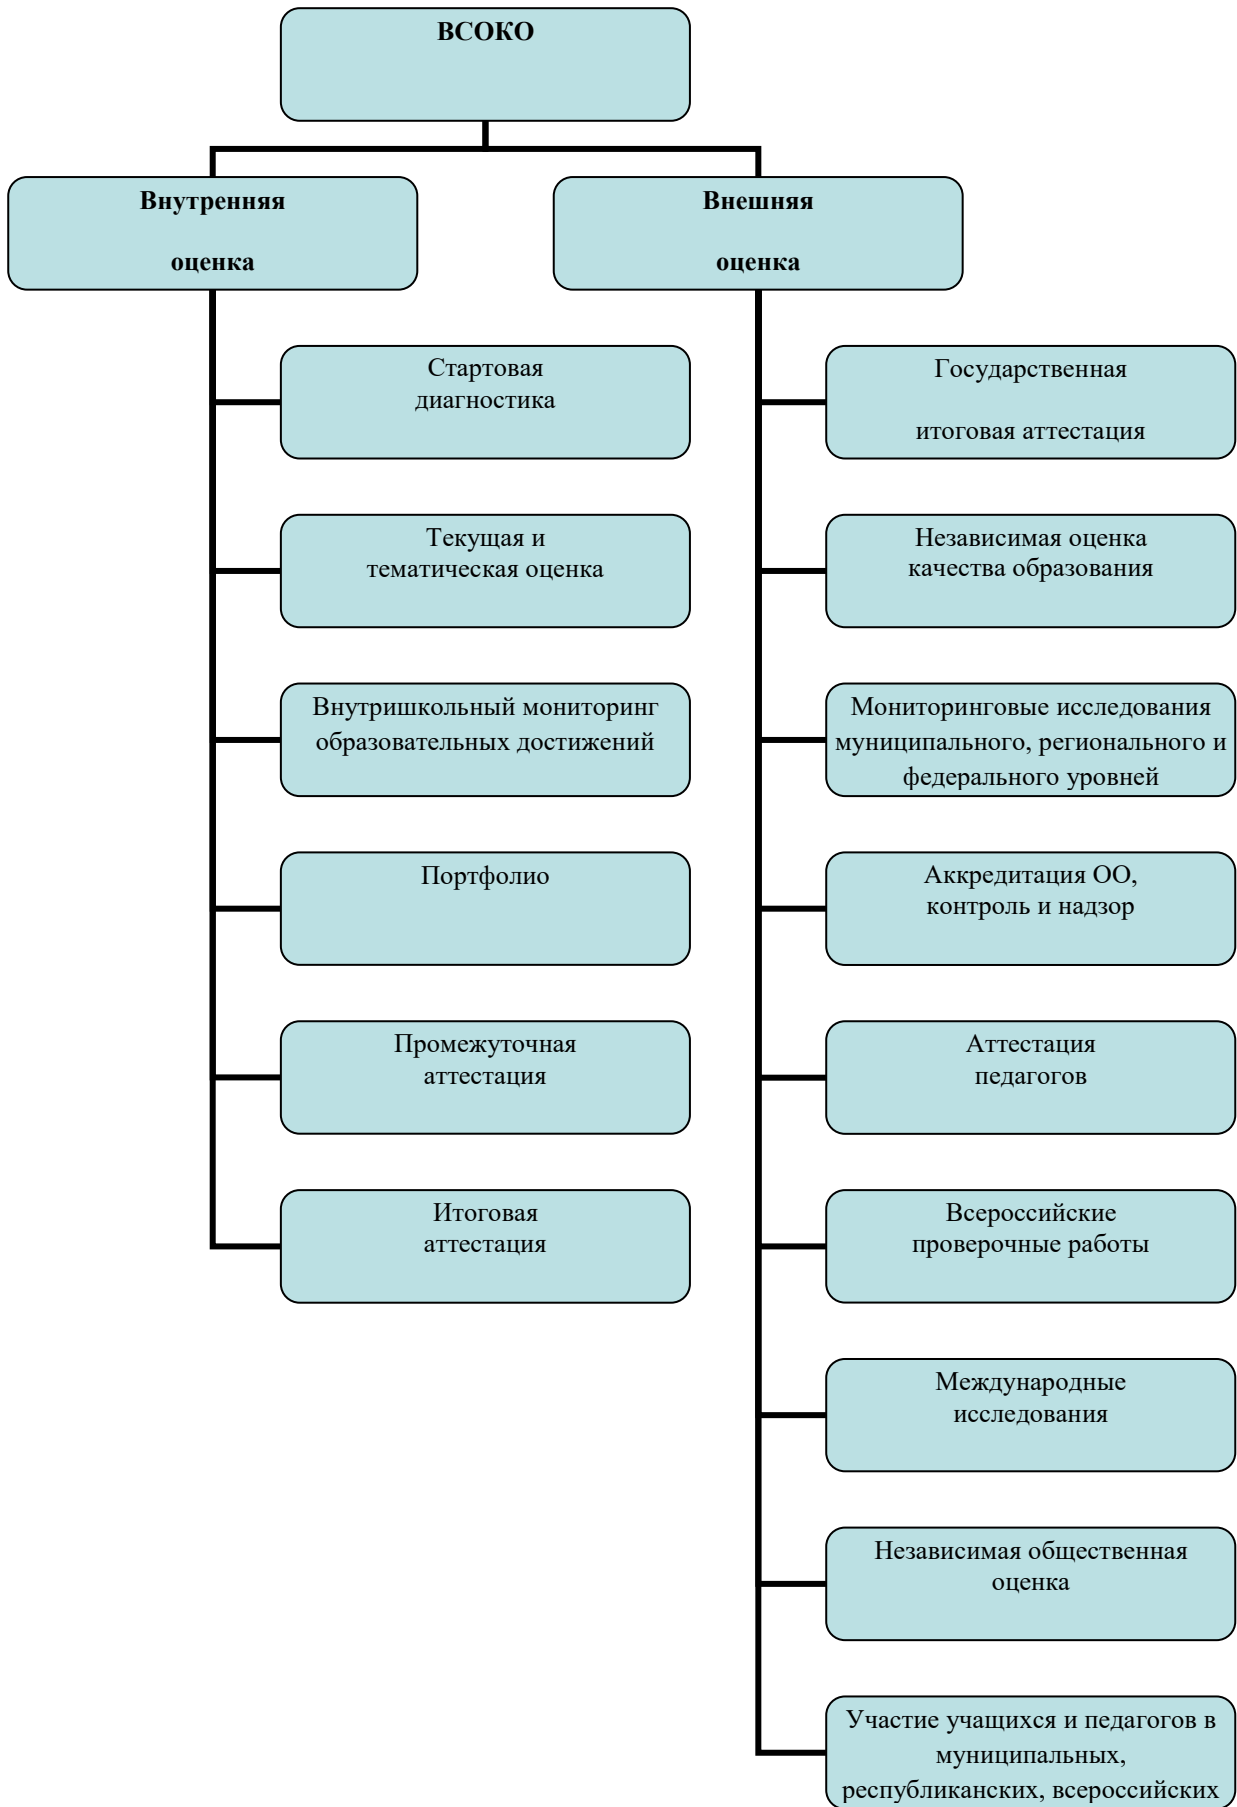 ВСОКО
Внутренняя
оценка
Внешняя
оценка
Стартовая
диагностика
Текущая и
тематическая оценка
Внутришкольный мониторинг
образовательных достижений
Портфолио
Промежуточная
аттестация
Итоговая
аттестация
Государственная
итоговая аттестация
Независимая оценка
качества образования
Мониторинговые исследования
муниципального, регионального и
федерального уровней
Аккредитация ОО,
контроль и надзор
Аттестация
педагогов
Всероссийские
проверочные работы
Международные
исследования
Независимая общественная
оценка
Участие учащихся и педагогов в
муниципальных,
республиканских, всероссийских